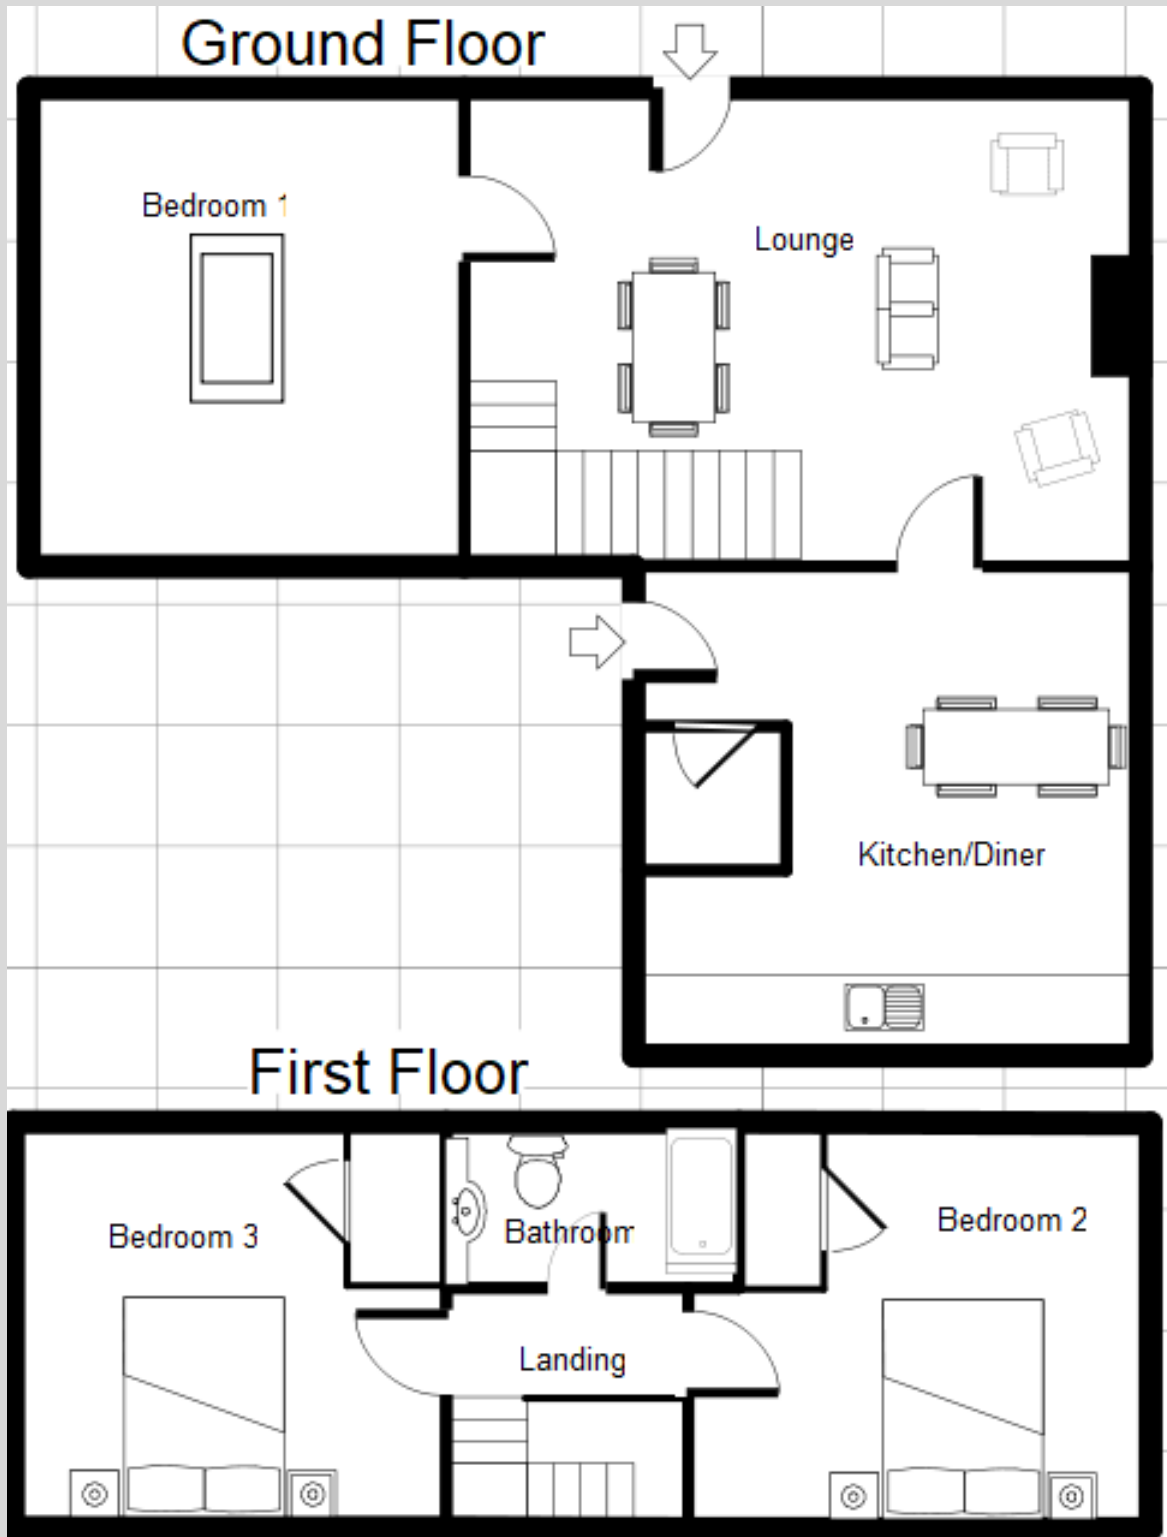 Ground Floor
Bedroom 1
Lounge
Kitchen/Diner
First Floor
Bedroom 3
Bathroom
Bedroom 2
Landing